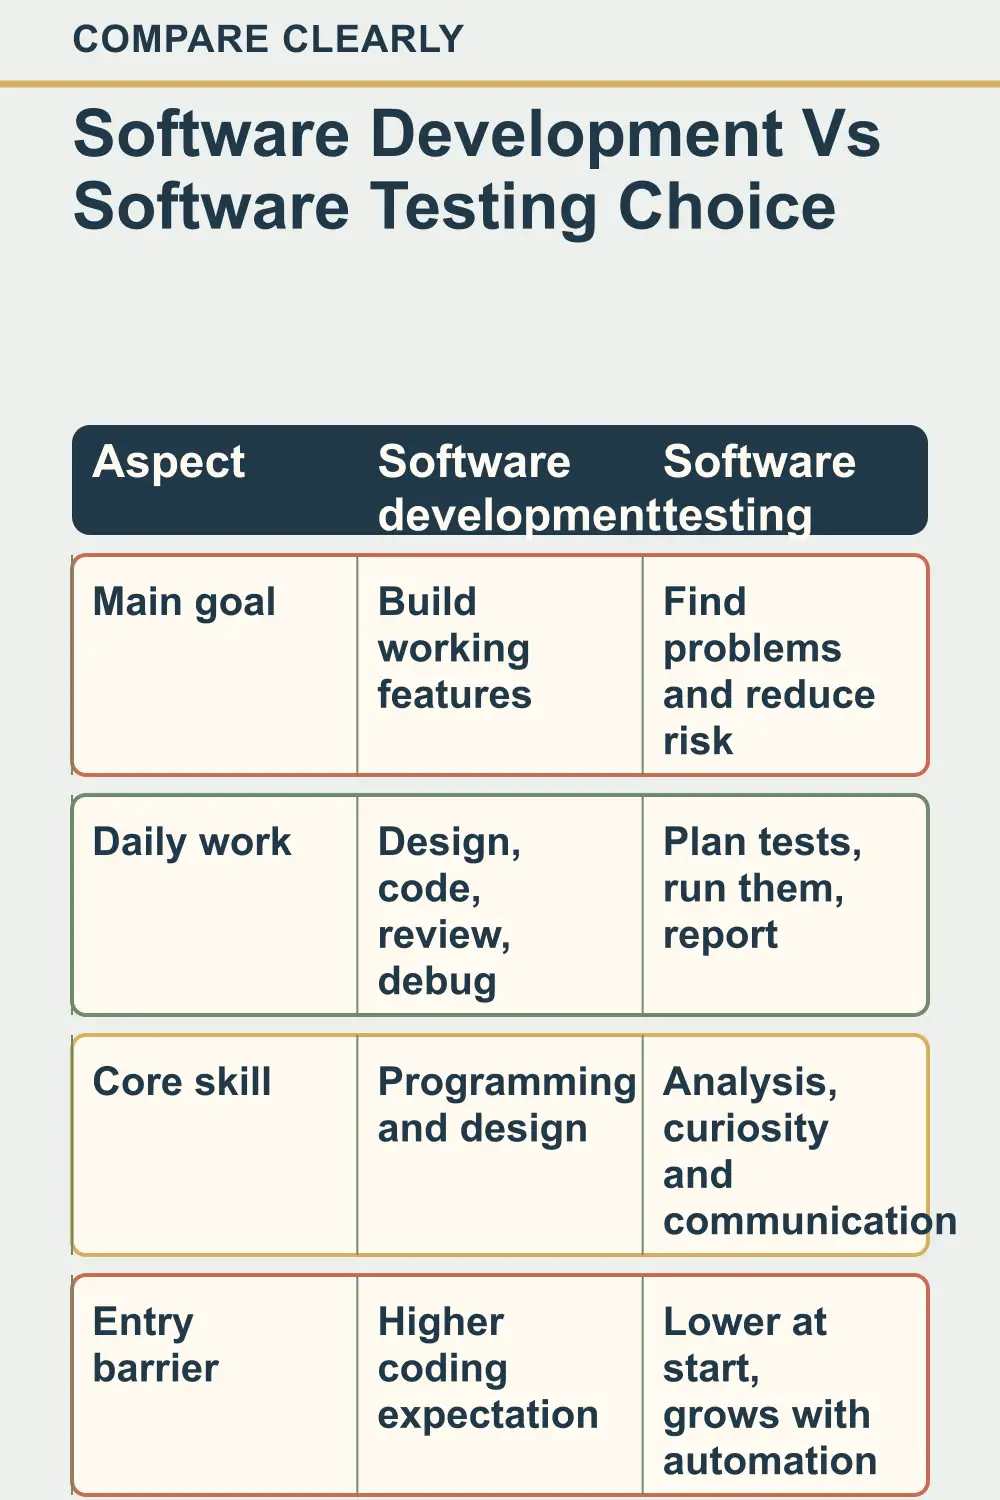 COMPARE CLEARLY
Software Development Vs
Software Testing Choice
Aspect
Software
development
Software
testing
Main goal
Build
working
features
Find
problems
and reduce
risk
Daily work
Design,
code,
review,
debug
Plan tests,
run them,
report
Core skill
Programming
and design
Analysis,
curiosity
and
communication
Entry
barrier
Higher
coding
expectation
Lower at
start,
grows with
automation